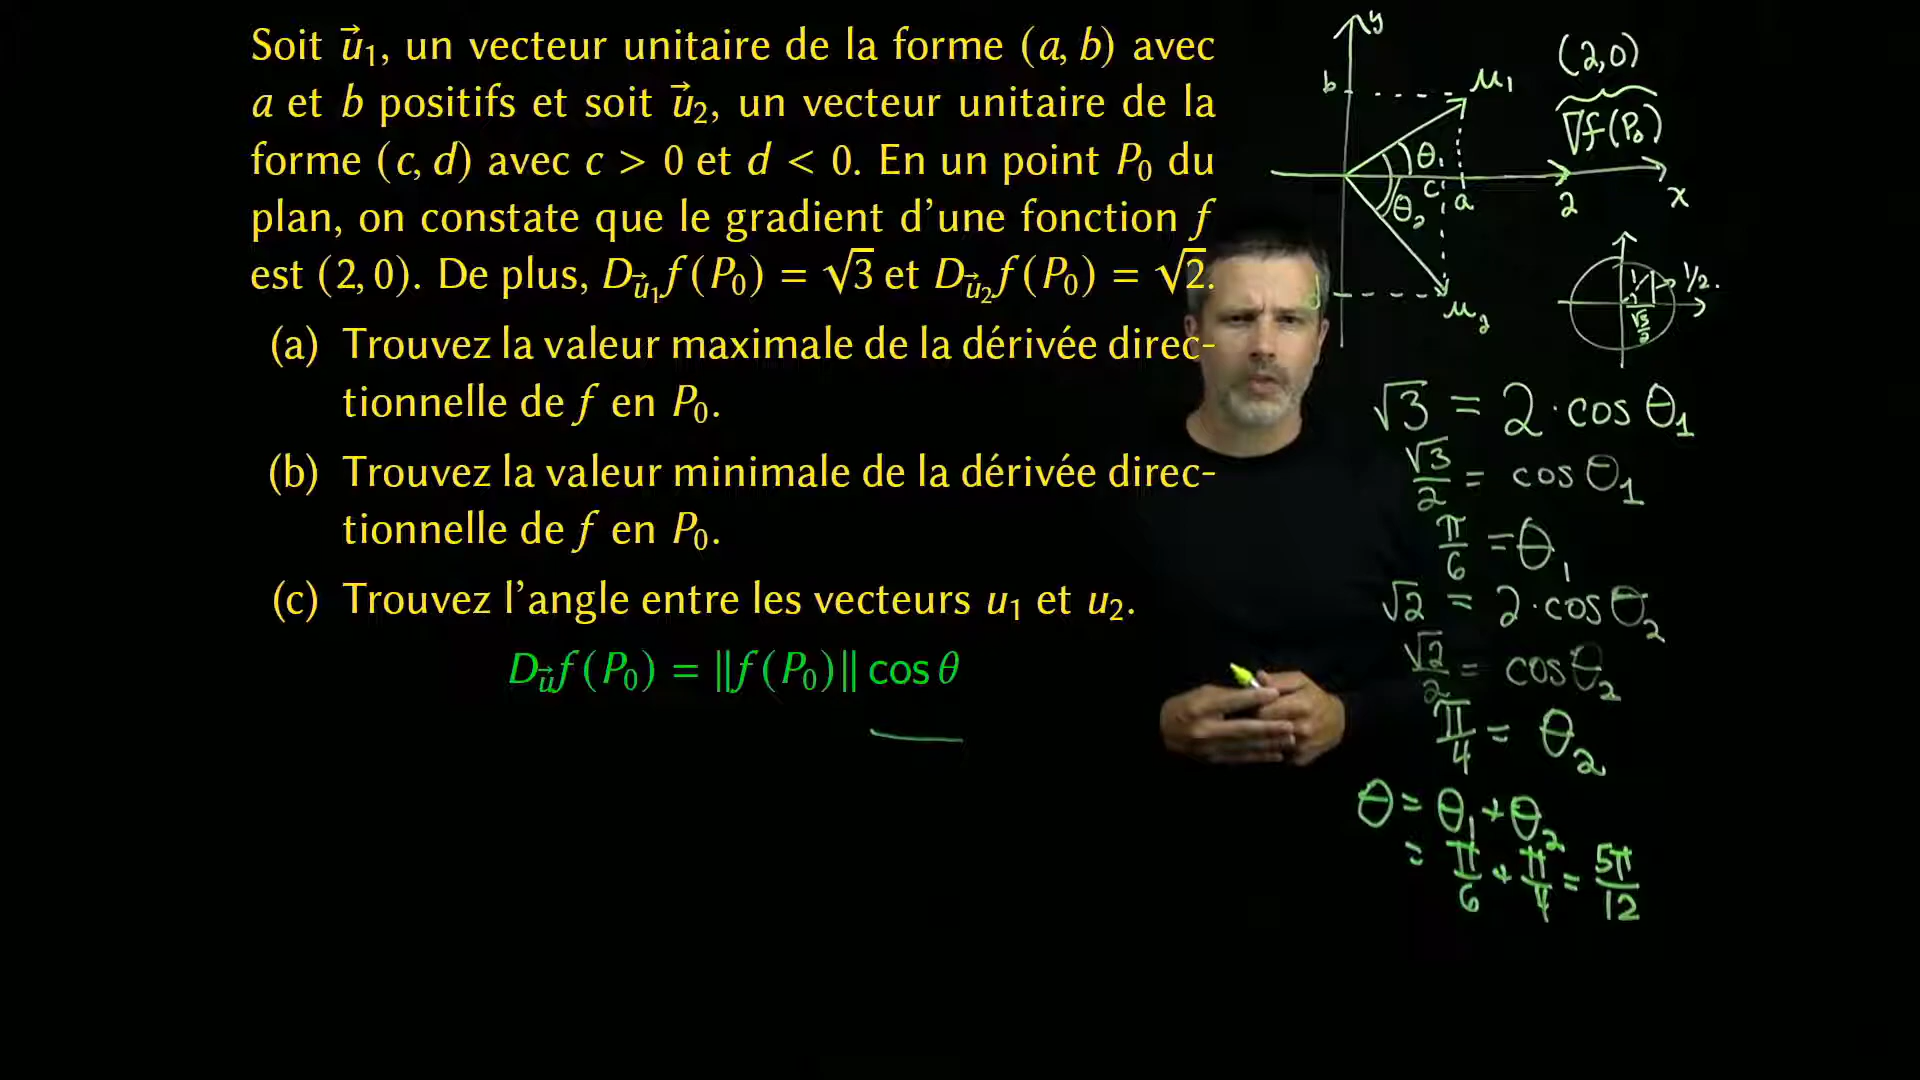 Soit u⃗₁, un vecteur unitaire de la forme (a, b) avec
a et b positifs et soit u⃗₂, un vecteur unitaire de la
forme (c, d) avec c > 0 et d < 0. En un point P₀ du
plan, on constate que le gradient d'une fonction f
est (2, 0). De plus, D_u⃗₁ f(P₀) = √3 et D_u⃗₂ f(P₀) = √2.
(a) Trouvez la valeur maximale de la dérivée direc-
tionnelle de f en P₀.
(b) Trouvez la valeur minimale de la dérivée direc-
tionnelle de f en P₀.
(c) Trouvez l'angle entre les vecteurs u₁ et u₂.
D_u⃗ f(P₀) = ‖f(P₀)‖ cos θ
y
b
u₁
(2,0)
∇f(P₀)
θ₁
c
a
θ₂
2
x
d
u₂
1
1/2.
√3/2
√3 = 2 · cos θ₁
√3/2 = cos θ₁
π/6 = θ₁
√2 = 2 · cos θ₂
√2/2 = cos θ₂
π/4 = θ₂
θ = θ₁ + θ₂
= π/6 + π/4 = 5π/12